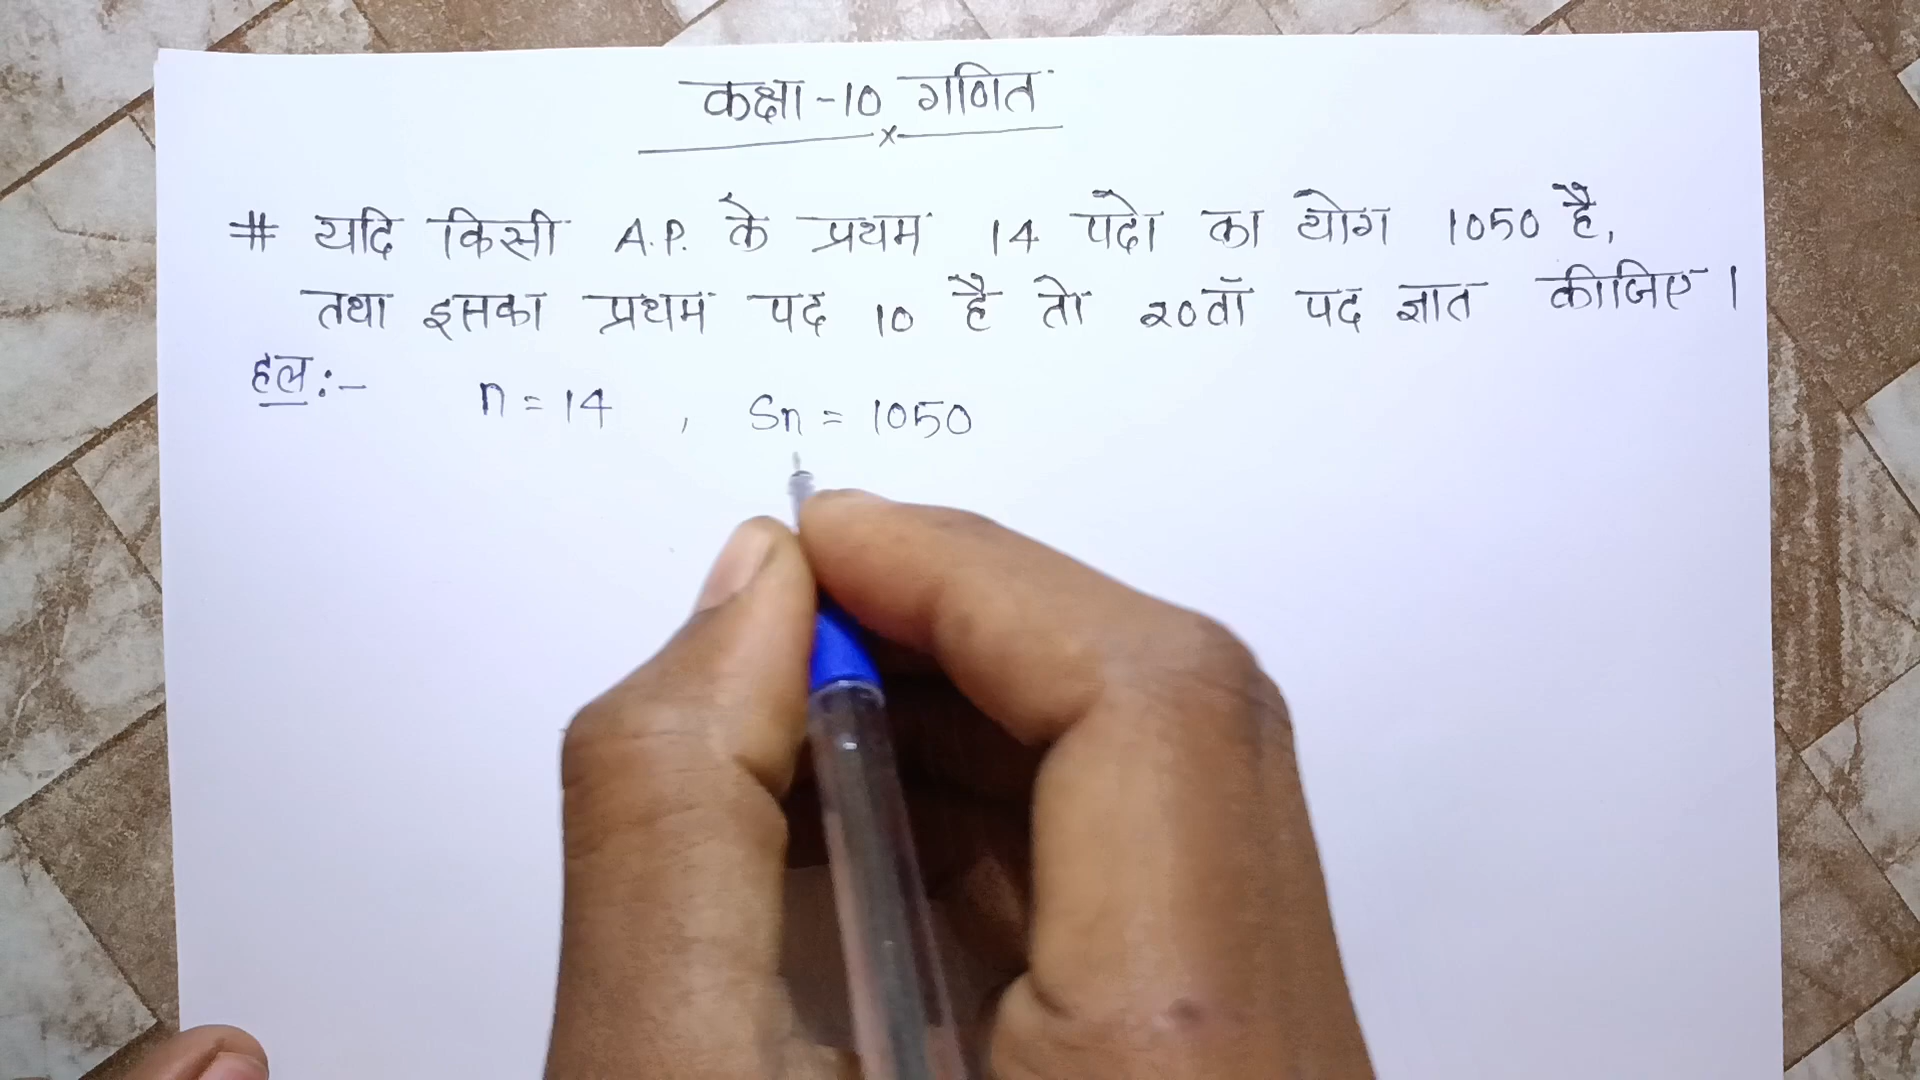 कक्षा -10 गणित
# यदि किसी A.P. के प्रथम 14 पदो का योग 1050 है,
तथा इसका प्रथम पद 10 है तो 20वाँ पद ज्ञात कीजिए ।
हल:- n = 14 , Sn = 1050